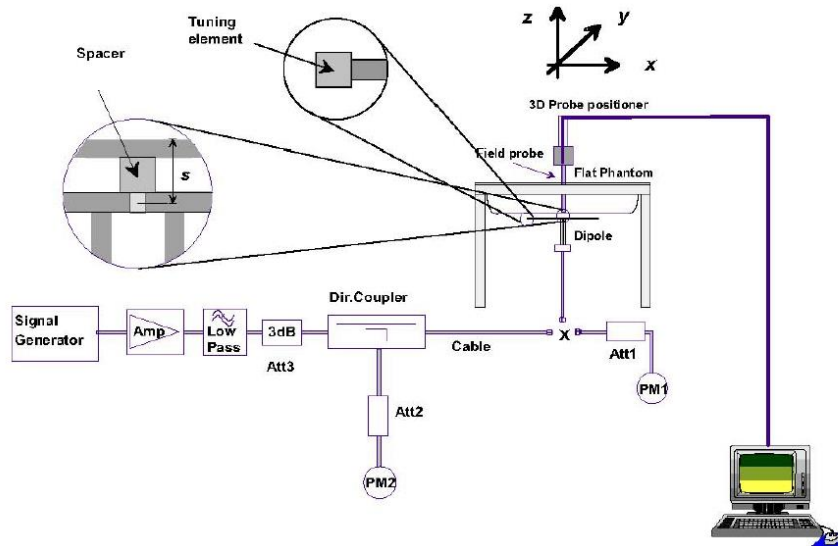 Tuning
element
z
y
x
Spacer
s
3D Probe positioner
Field probe
Flat Phantom
Dipole
Dir.Coupler
Signal
Generator
Amp
Low
Pass
3dB
Att3
Cable
X
Att1
PM1
Att2
PM2